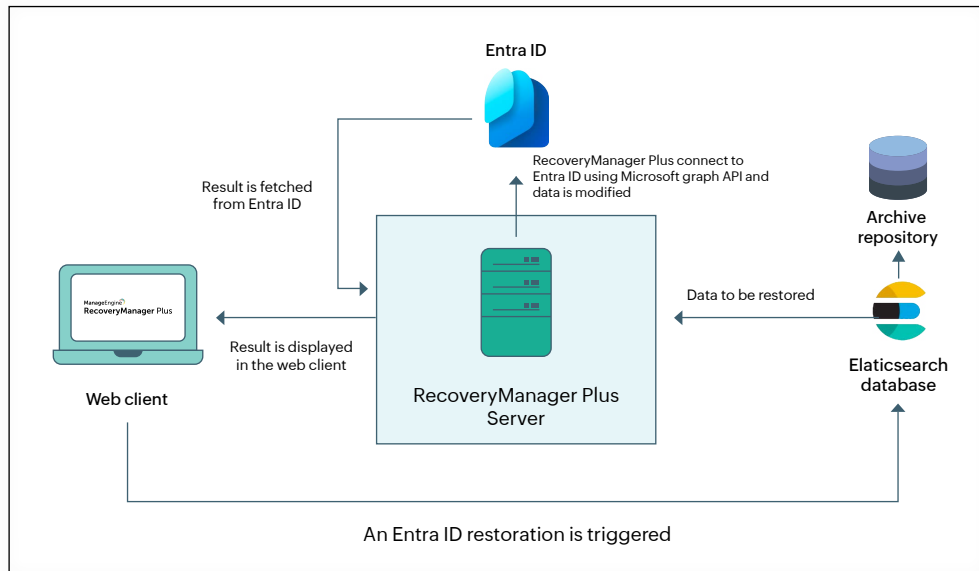 Entra ID
RecoveryManager Plus connect to
Entra ID using Microsoft graph API and
data is modified
Result is fetched
from Entra ID
Archive
repository
ManageEngine
RecoveryManager Plus
Data to be restored
Result is displayed
in the web client
Elaticsearch
database
Web client
RecoveryManager Plus
Server
An Entra ID restoration is triggered